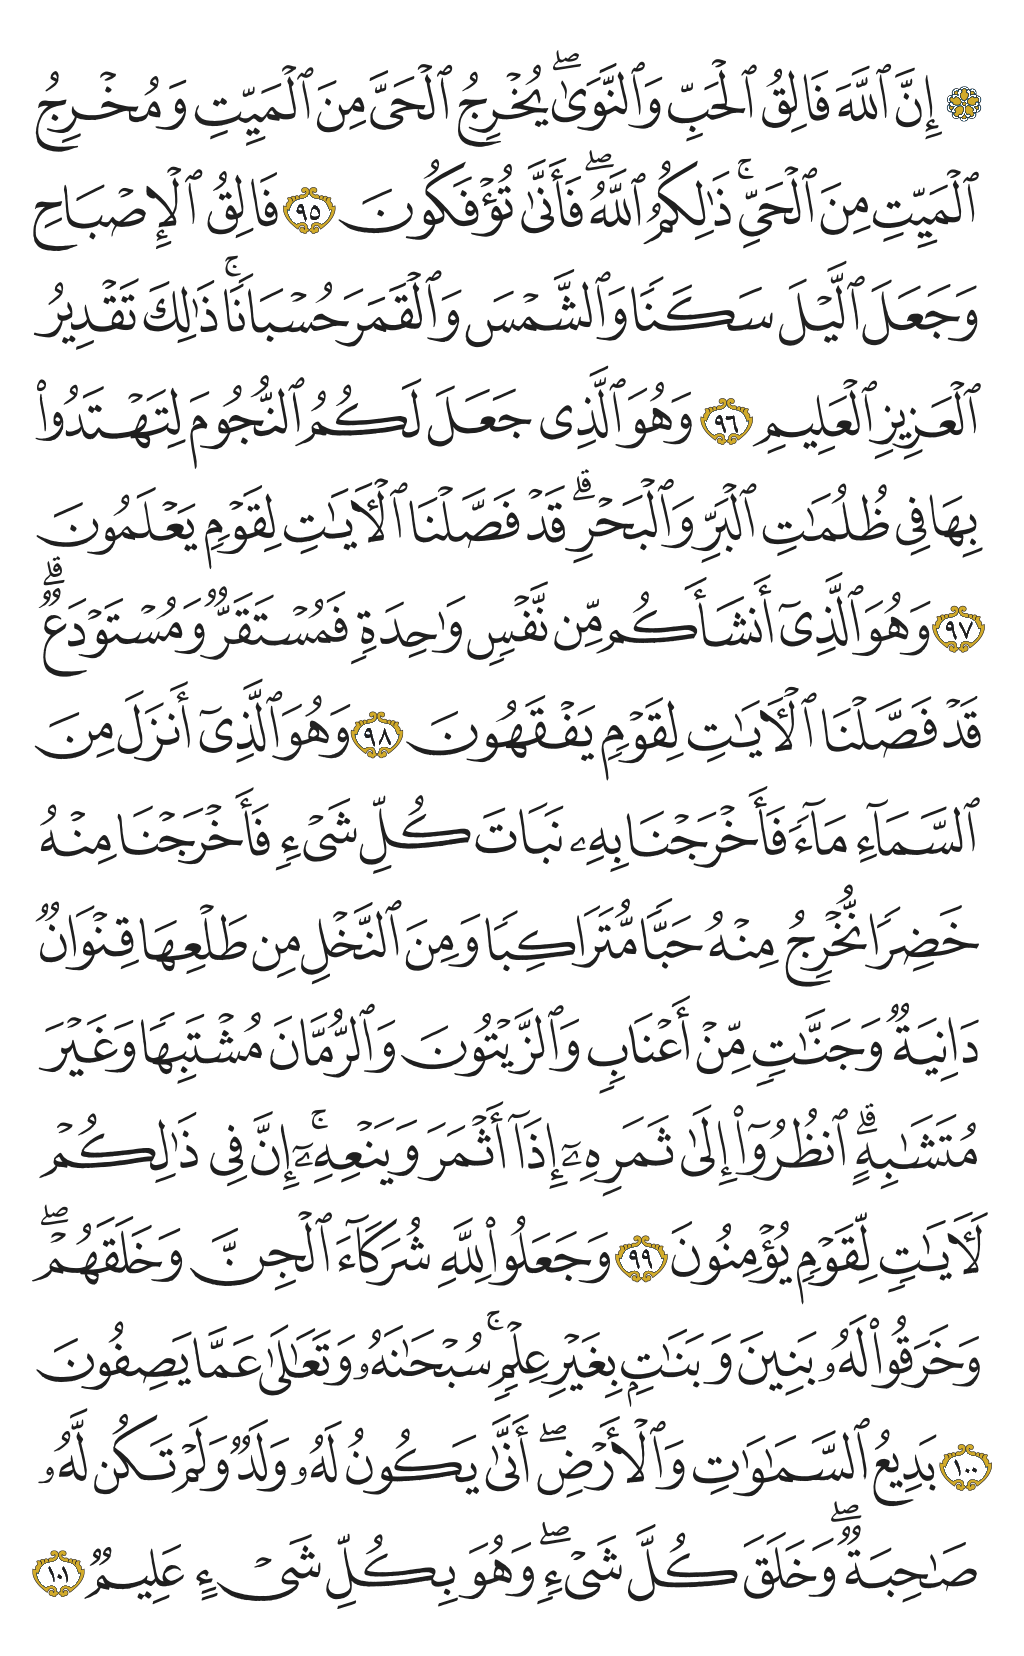 ۞ إِنَّ ٱللَّهَ فَالِقُ ٱلْحَبِّ وَٱلنَّوَىٰۖ يُخْرِجُ ٱلْحَىَّ مِنَ ٱلْمَيِّتِ وَمُخْرِجُ
ٱلْمَيِّتِ مِنَ ٱلْحَىِّۚ ذَٰلِكُمُ ٱللَّهُۖ فَأَنَّىٰ تُؤْفَكُونَ ٩٥ فَالِقُ ٱلْإِصْبَاحِ
وَجَعَلَ ٱلَّيْلَ سَكَنًا وَٱلشَّمْسَ وَٱلْقَمَرَ حُسْبَانًاۚ ذَٰلِكَ تَقْدِيرُ
ٱلْعَزِيزِ ٱلْعَلِيمِ ٩٦ وَهُوَ ٱلَّذِى جَعَلَ لَكُمُ ٱلنُّجُومَ لِتَهْتَدُوا۟
بِهَا فِى ظُلُمَٰتِ ٱلْبَرِّ وَٱلْبَحْرِۗ قَدْ فَصَّلْنَا ٱلْـَٔايَٰتِ لِقَوْمٍ يَعْلَمُونَ
٩٧ وَهُوَ ٱلَّذِىٓ أَنشَأَكُم مِّن نَّفْسٍ وَٰحِدَةٍ فَمُسْتَقَرٌّ وَمُسْتَوْدَعٌۗ
قَدْ فَصَّلْنَا ٱلْـَٔايَٰتِ لِقَوْمٍ يَفْقَهُونَ ٩٨ وَهُوَ ٱلَّذِىٓ أَنزَلَ مِنَ
ٱلسَّمَآءِ مَآءً فَأَخْرَجْنَا بِهِۦ نَبَاتَ كُلِّ شَىْءٍ فَأَخْرَجْنَا مِنْهُ
خَضِرًا نُّخْرِجُ مِنْهُ حَبًّا مُّتَرَاكِبًا وَمِنَ ٱلنَّخْلِ مِن طَلْعِهَا قِنْوَانٌ
دَانِيَةٌ وَجَنَّٰتٍ مِّنْ أَعْنَابٍ وَٱلزَّيْتُونَ وَٱلرُّمَّانَ مُشْتَبِهًا وَغَيْرَ
مُتَشَٰبِهٍۗ ٱنظُرُوٓا۟ إِلَىٰ ثَمَرِهِۦٓ إِذَآ أَثْمَرَ وَيَنْعِهِۦٓۚ إِنَّ فِى ذَٰلِكُمْ
لَـَٔايَٰتٍ لِّقَوْمٍ يُؤْمِنُونَ ٩٩ وَجَعَلُوا۟ لِلَّهِ شُرَكَآءَ ٱلْجِنَّ وَخَلَقَهُمْۖ
وَخَرَقُوا۟ لَهُۥ بَنِينَ وَبَنَٰتٍۭ بِغَيْرِ عِلْمٍۚ سُبْحَٰنَهُۥ وَتَعَٰلَىٰ عَمَّا يَصِفُونَ
١٠٠ بَدِيعُ ٱلسَّمَٰوَٰتِ وَٱلْأَرْضِۖ أَنَّىٰ يَكُونُ لَهُۥ وَلَدٌ وَلَمْ تَكُن لَّهُۥ
صَٰحِبَةٌۖ وَخَلَقَ كُلَّ شَىْءٍۖ وَهُوَ بِكُلِّ شَىْءٍ عَلِيمٌ ١٠١